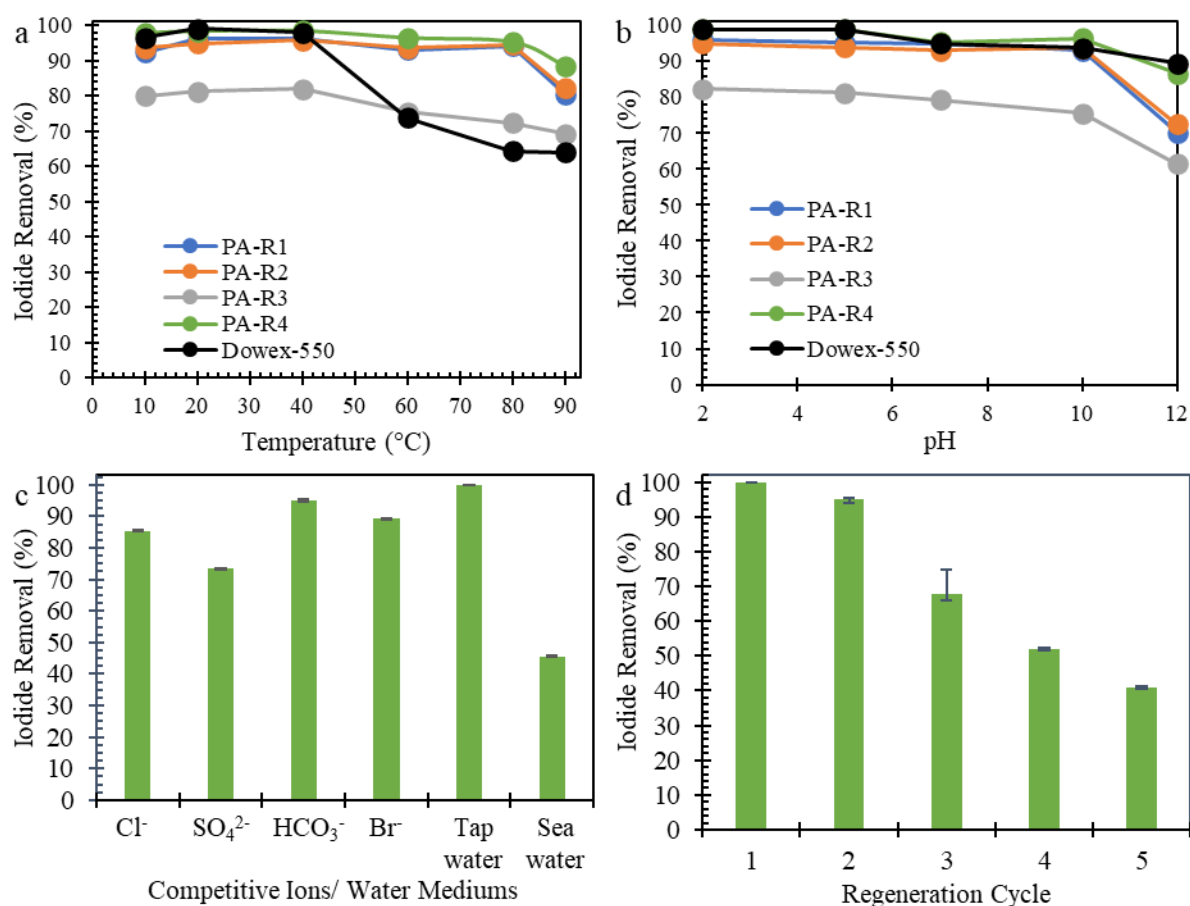 a
Iodide Removal (%)
100
90
80
70
60
50
40
30
20
10
0
PA-R1
PA-R2
PA-R3
PA-R4
Dowex-550
0 10 20 30 40 50 60 70 80 90
Temperature (°C)
b
Iodide Removal (%)
100
90
80
70
60
50
40
30
20
10
0
PA-R1
PA-R2
PA-R3
PA-R4
Dowex-550
2 4 6 8 10 12
pH
c
Iodide Removal (%)
100
90
80
70
60
50
40
30
20
10
0
Cl⁻ SO₄²⁻ HCO₃⁻ Br⁻ Tap Sea
water water
Competitive Ions/ Water Mediums
d
Iodide Removal (%)
100
90
80
70
60
50
40
30
20
10
0
1 2 3 4 5
Regeneration Cycle